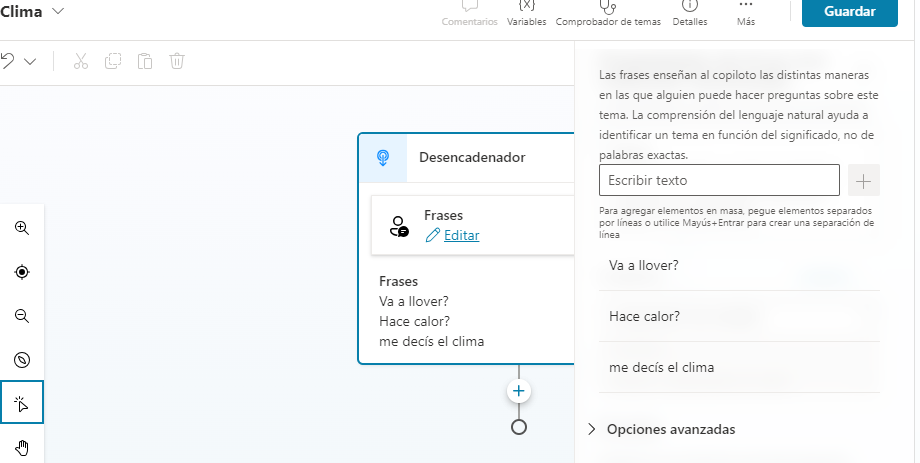 Clima
Comentarios
Variables
Comprobador de temas
Detalles
Más
Guardar
Desencadenador
Frases
Editar
Frases
Va a llover?
Hace calor?
me decís el clima
Las frases enseñan al copiloto las distintas maneras
en las que alguien puede hacer preguntas sobre este
tema. La comprensión del lenguaje natural ayuda a
identificar un tema en función del significado, no de
palabras exactas.
Escribir texto
Para agregar elementos en masa, pegue elementos separados
por líneas o utilice Mayús+Entrar para crear una separación de
línea
Va a llover?
Hace calor?
me decís el clima
Opciones avanzadas